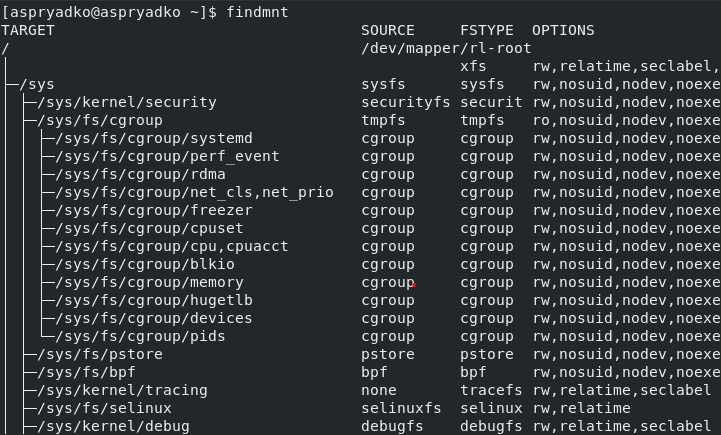 [aspryadko@aspryadko ~]$ findmnt
TARGET SOURCE FSTYPE OPTIONS
/ /dev/mapper/rl-root
xfs rw,relatime,seclabel,
├─/sys sysfs sysfs rw,nosuid,nodev,noexe
│ ├─/sys/kernel/security securityfs securit rw,nosuid,nodev,noexe
│ ├─/sys/fs/cgroup tmpfs tmpfs ro,nosuid,nodev,noexe
│ │ ├─/sys/fs/cgroup/systemd cgroup cgroup rw,nosuid,nodev,noexe
│ │ ├─/sys/fs/cgroup/perf_event cgroup cgroup rw,nosuid,nodev,noexe
│ │ ├─/sys/fs/cgroup/rdma cgroup cgroup rw,nosuid,nodev,noexe
│ │ ├─/sys/fs/cgroup/net_cls,net_prio cgroup cgroup rw,nosuid,nodev,noexe
│ │ ├─/sys/fs/cgroup/freezer cgroup cgroup rw,nosuid,nodev,noexe
│ │ ├─/sys/fs/cgroup/cpuset cgroup cgroup rw,nosuid,nodev,noexe
│ │ ├─/sys/fs/cgroup/cpu,cpuacct cgroup cgroup rw,nosuid,nodev,noexe
│ │ ├─/sys/fs/cgroup/blkio cgroup cgroup rw,nosuid,nodev,noexe
│ │ ├─/sys/fs/cgroup/memory cgroup cgroup rw,nosuid,nodev,noexe
│ │ ├─/sys/fs/cgroup/hugetlb cgroup cgroup rw,nosuid,nodev,noexe
│ │ ├─/sys/fs/cgroup/devices cgroup cgroup rw,nosuid,nodev,noexe
│ │ └─/sys/fs/cgroup/pids cgroup cgroup rw,nosuid,nodev,noexe
│ ├─/sys/fs/pstore pstore pstore rw,nosuid,nodev,noexe
│ ├─/sys/fs/bpf bpf bpf rw,nosuid,nodev,noexe
│ ├─/sys/kernel/tracing none tracefs rw,relatime,seclabel
│ ├─/sys/fs/selinux selinuxfs selinux rw,relatime
│ ├─/sys/kernel/debug debugfs debugfs rw,relatime,seclabel